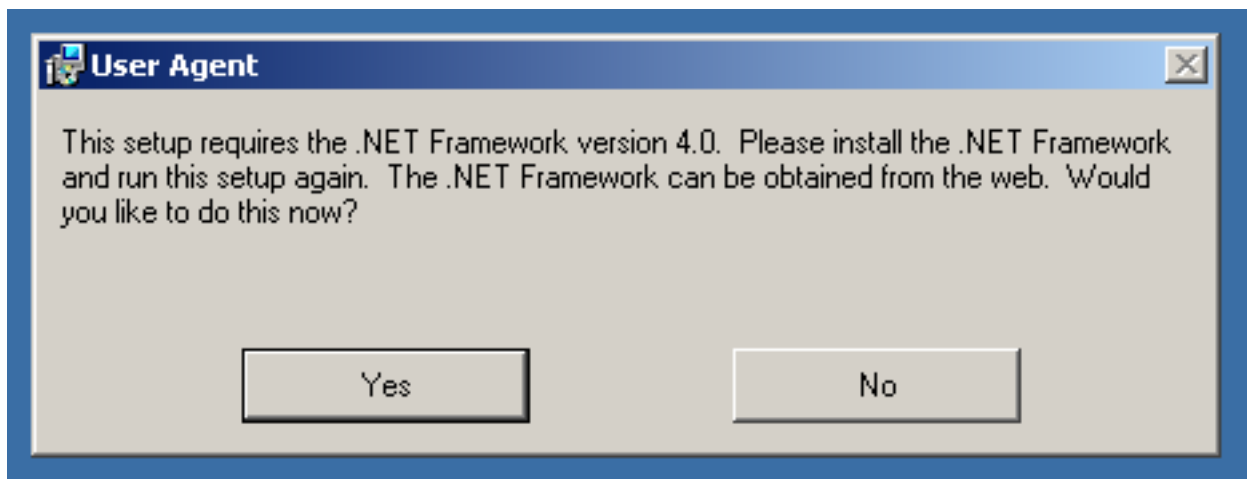 User Agent
This setup requires the .NET Framework version 4.0.  Please install the .NET Framework
and run this setup again.  The .NET Framework can be obtained from the web.  Would
you like to do this now?
Yes
No